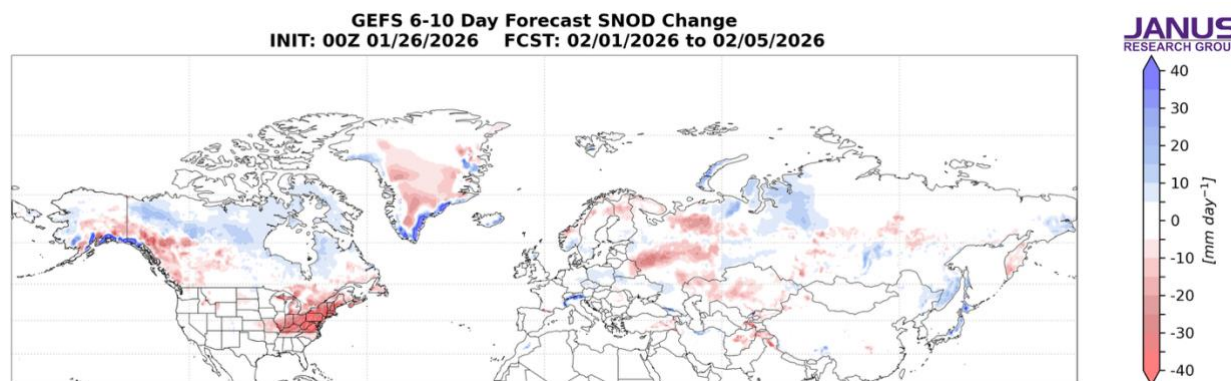 GEFS 6-10 Day Forecast SNOD Change
INIT: 00Z 01/26/2026 FCST: 02/01/2026 to 02/05/2026
JANUS
RESEARCH GROU
40
30
20
10
0
-10
-20
-30
-40
[mm day⁻¹]